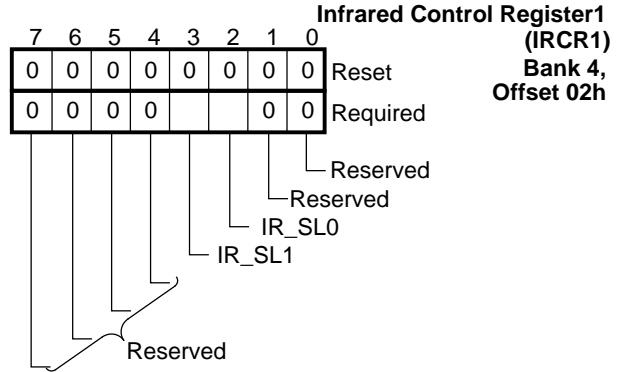 Infrared Control Register1
(IRCR1)
Bank 4,
Offset 02h
7 6 5 4 3 2 1 0
0 0 0 0 0 0 0 0 Reset
0 0 0 0 0 0 Required
Reserved
Reserved
IR_SL0
IR_SL1
Reserved